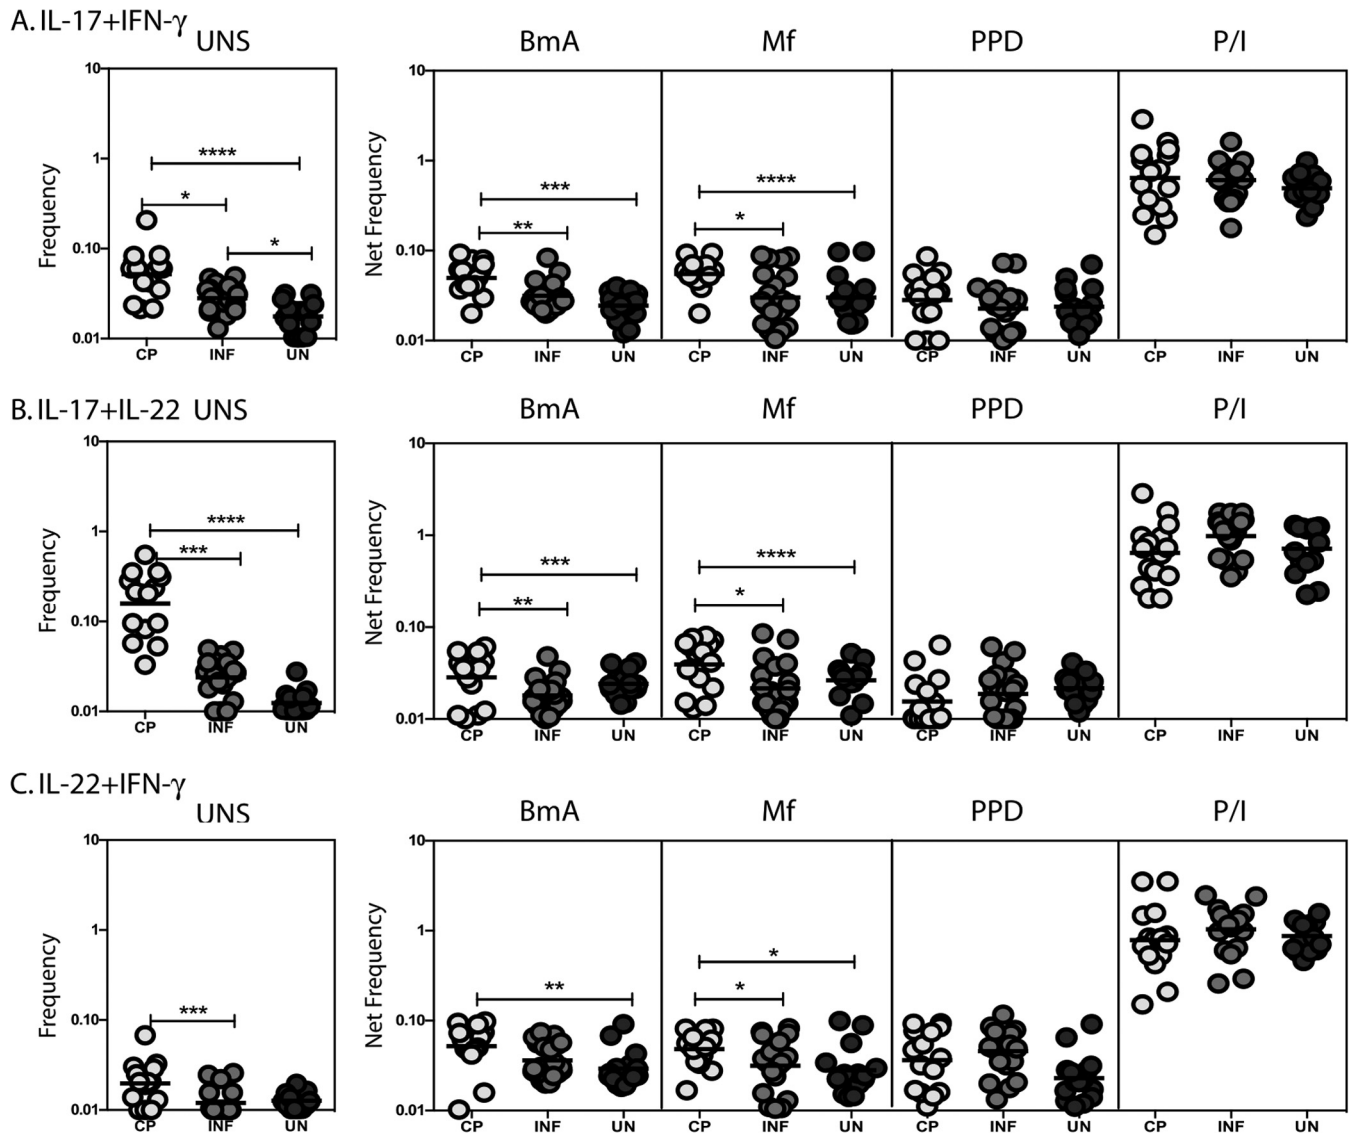 A. IL-17+IFN-γ
UNS BmA Mf PPD P/I
Frequency
10
1
0.10
0.01
****
*
*
CP INF UN
Net Frequency
10
1
0.10
0.01
***
**
****
*
CP INF UN CP INF UN CP INF UN CP INF UN
B. IL-17+IL-22 UNS BmA Mf PPD P/I
Frequency
10
1
0.10
0.01
****
***
CP INF UN
Net Frequency
10
1
0.10
0.01
***
**
****
*
CP INF UN CP INF UN CP INF UN CP INF UN
C. IL-22+IFN-γ
UNS BmA Mf PPD P/I
Frequency
10
1
0.10
0.01
***
CP INF UN
Net Frequency
10
1
0.10
0.01
**
*
*
CP INF UN CP INF UN CP INF UN CP INF UN